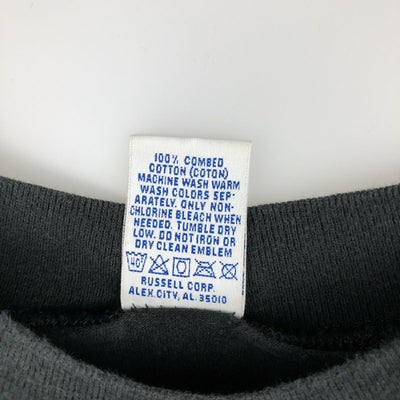 100% COMBED
COTTON (COTON)
MACHINE WASH WARM
WASH COLORS SEP-
ARATELY. ONLY NON-
CHLORINE BLEACH WHEN
NEEDED. TUMBLE DRY
LOW. DO NOT IRON OR
DRY CLEAN EMBLEM
40°
RUSSELL CORP.
ALEX.CITY, AL. 35010